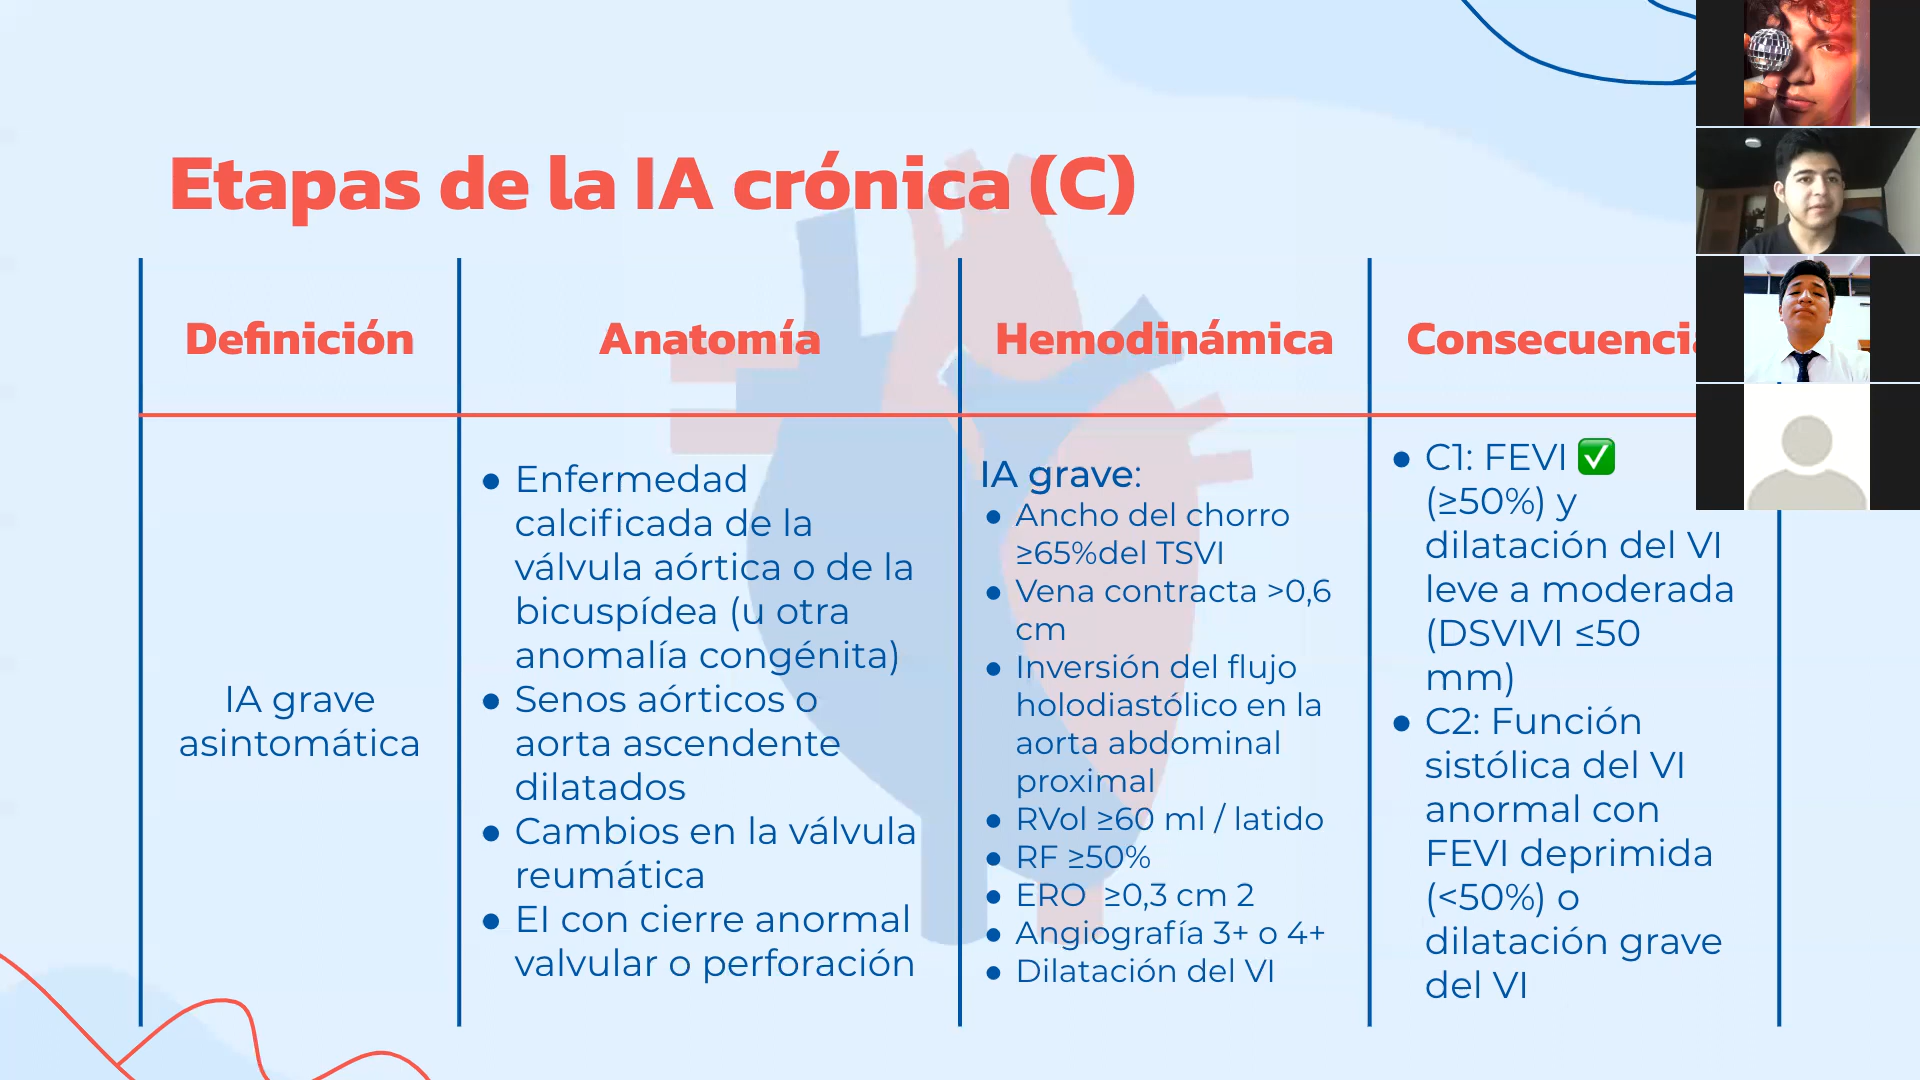 Etapas de la IA crónica (C)
Definición
Anatomía
Hemodinámica
IA grave
asintomática
● Enfermedad
calcificada de la
válvula aórtica o de la
bicuspídea (u otra
anomalía congénita)
● Senos aórticos o
aorta ascendente
dilatados
● Cambios en la válvula
reumática
● EI con cierre anormal
valvular o perforación
IA grave:
● Ancho del chorro
≥65%del TSVI
● Vena contracta >0,6
cm
● Inversión del flujo
holodiastólico en la
aorta abdominal
proximal
● RVol ≥60 ml / latido
● RF ≥50%
● ERO  ≥0,3 cm 2
● Angiografía 3+ o 4+
● Dilatación del VI
● C1: FEVI ✅
(≥50%) y
dilatación del VI
leve a moderada
(DSVIVI ≤50
mm)
● C2: Función
sistólica del VI
anormal con
FEVI deprimida
(<50%) o
dilatación grave
del VI